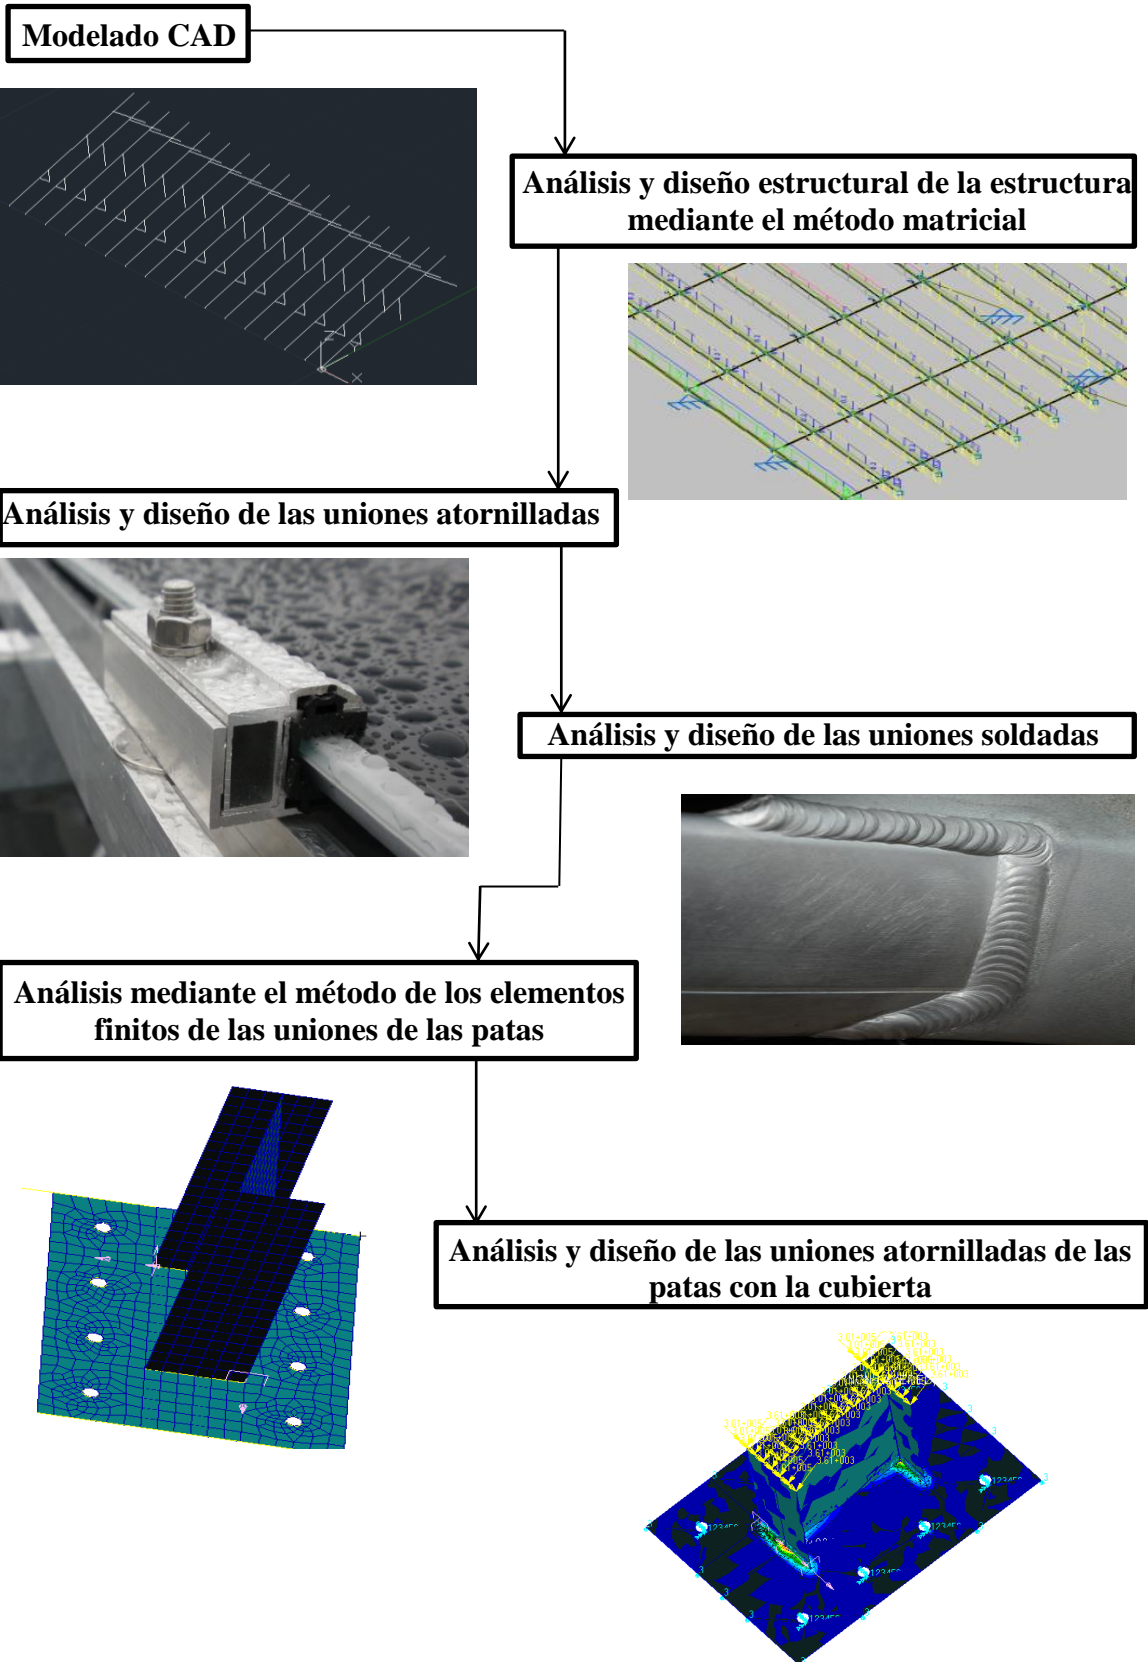 Modelado CAD
Análisis y diseño estructural de la estructura
mediante el método matricial
Análisis y diseño de las uniones atornilladas
Análisis y diseño de las uniones soldadas
Análisis mediante el método de los elementos
finitos de las uniones de las patas
Análisis y diseño de las uniones atornilladas de las
patas con la cubierta